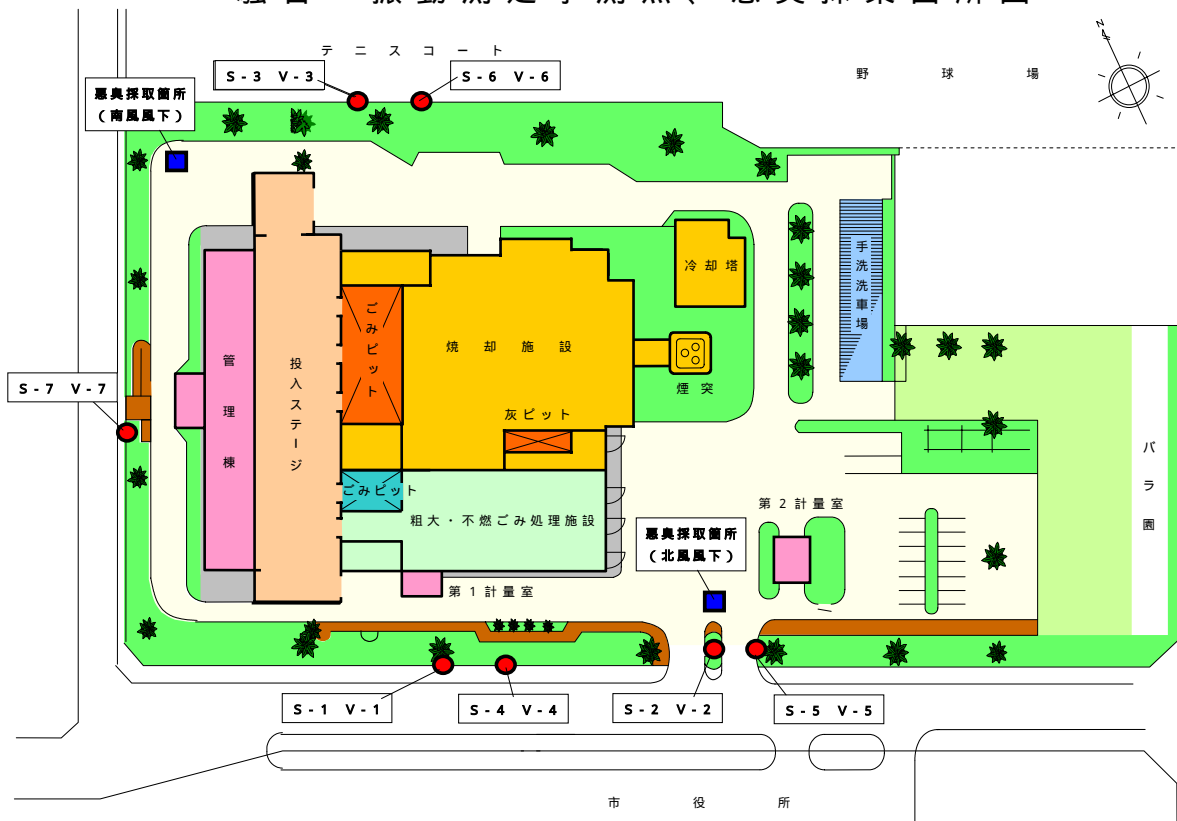 テニスコート
野球場
N
S-3 V-3
S-6 V-6
悪臭採取箇所
（南風風下）
冷却塔
手洗洗車場
ごみピット
焼却施設
管理棟
投入ステージ
煙突
S-7 V-7
灰ピット
バラ園
ごみピット
粗大・不燃ごみ処理施設
第2計量室
悪臭採取箇所
（北風風下）
第1計量室
S-1 V-1
S-4 V-4
S-2 V-2
S-5 V-5
市役所